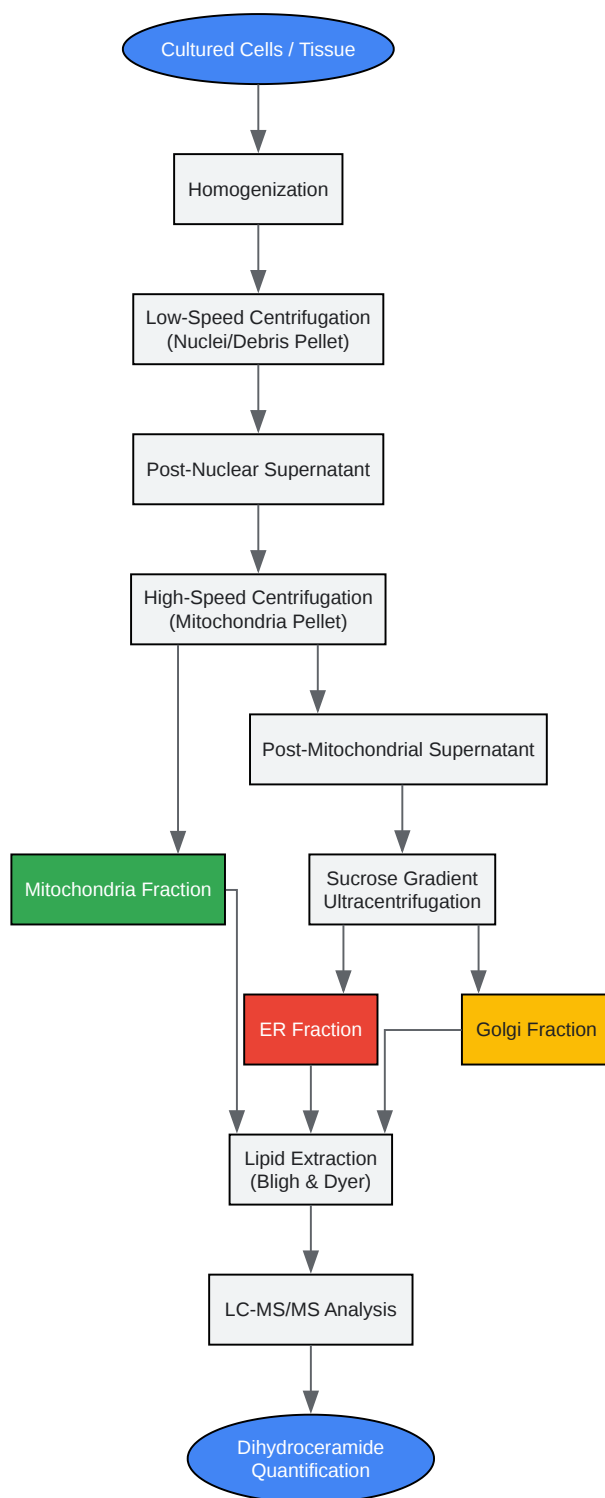 Cultured Cells / Tissue
Homogenization
Low-Speed Centrifugation
(Nuclei/Debris Pellet)
Post-Nuclear Supernatant
High-Speed Centrifugation
(Mitochondria Pellet)
Post-Mitochondrial Supernatant
Mitochondria Fraction
Sucrose Gradient
Ultracentrifugation
ER Fraction
Golgi Fraction
Lipid Extraction
(Bligh & Dyer)
LC-MS/MS Analysis
Dihydroceramide
Quantification